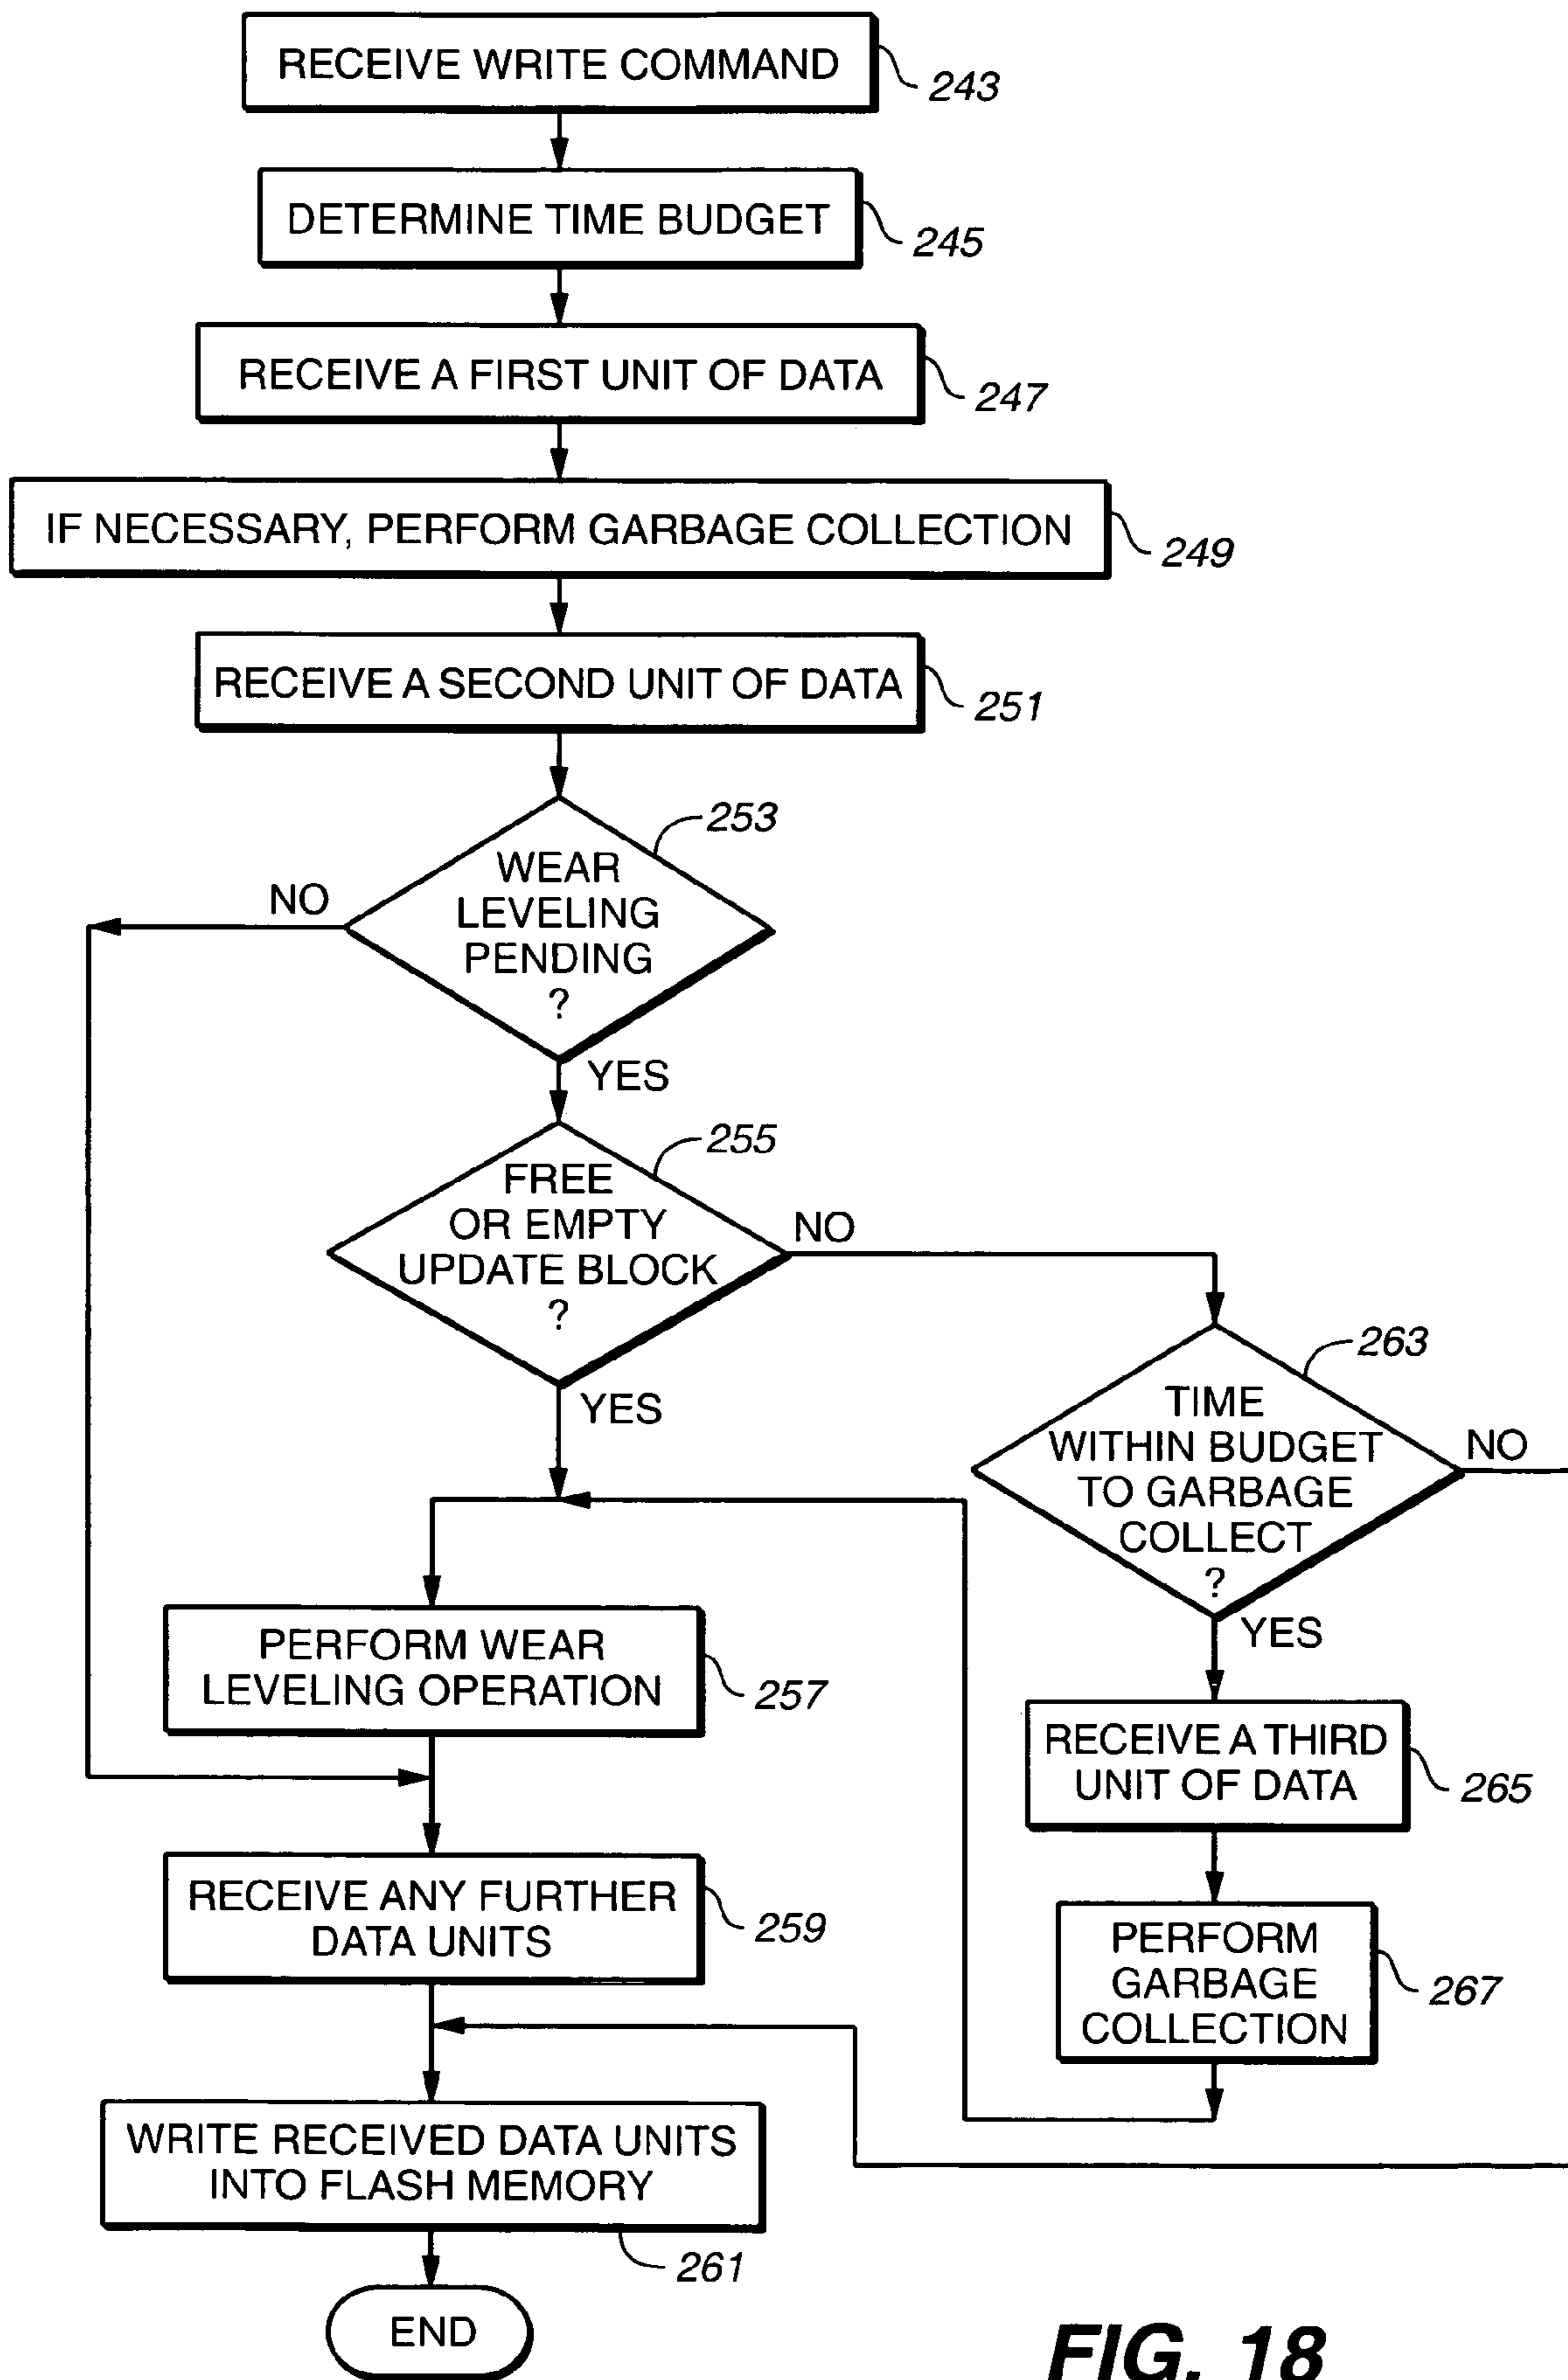 RECEIVE WRITE COMMAND
243
DETERMINE TIME BUDGET
245
RECEIVE A FIRST UNIT OF DATA
247
IF NECESSARY, PERFORM GARBAGE COLLECTION
249
RECEIVE A SECOND UNIT OF DATA
251
253
WEAR
LEVELING
PENDING
?
NO
YES
255
FREE
OR EMPTY
UPDATE BLOCK
?
NO
YES
263
TIME
WITHIN BUDGET
TO GARBAGE
COLLECT
?
NO
YES
PERFORM WEAR
LEVELING OPERATION
257
RECEIVE A THIRD
UNIT OF DATA
265
RECEIVE ANY FURTHER
DATA UNITS
259
PERFORM
GARBAGE
COLLECTION
267
WRITE RECEIVED DATA UNITS
INTO FLASH MEMORY
261
END
FIG. 18